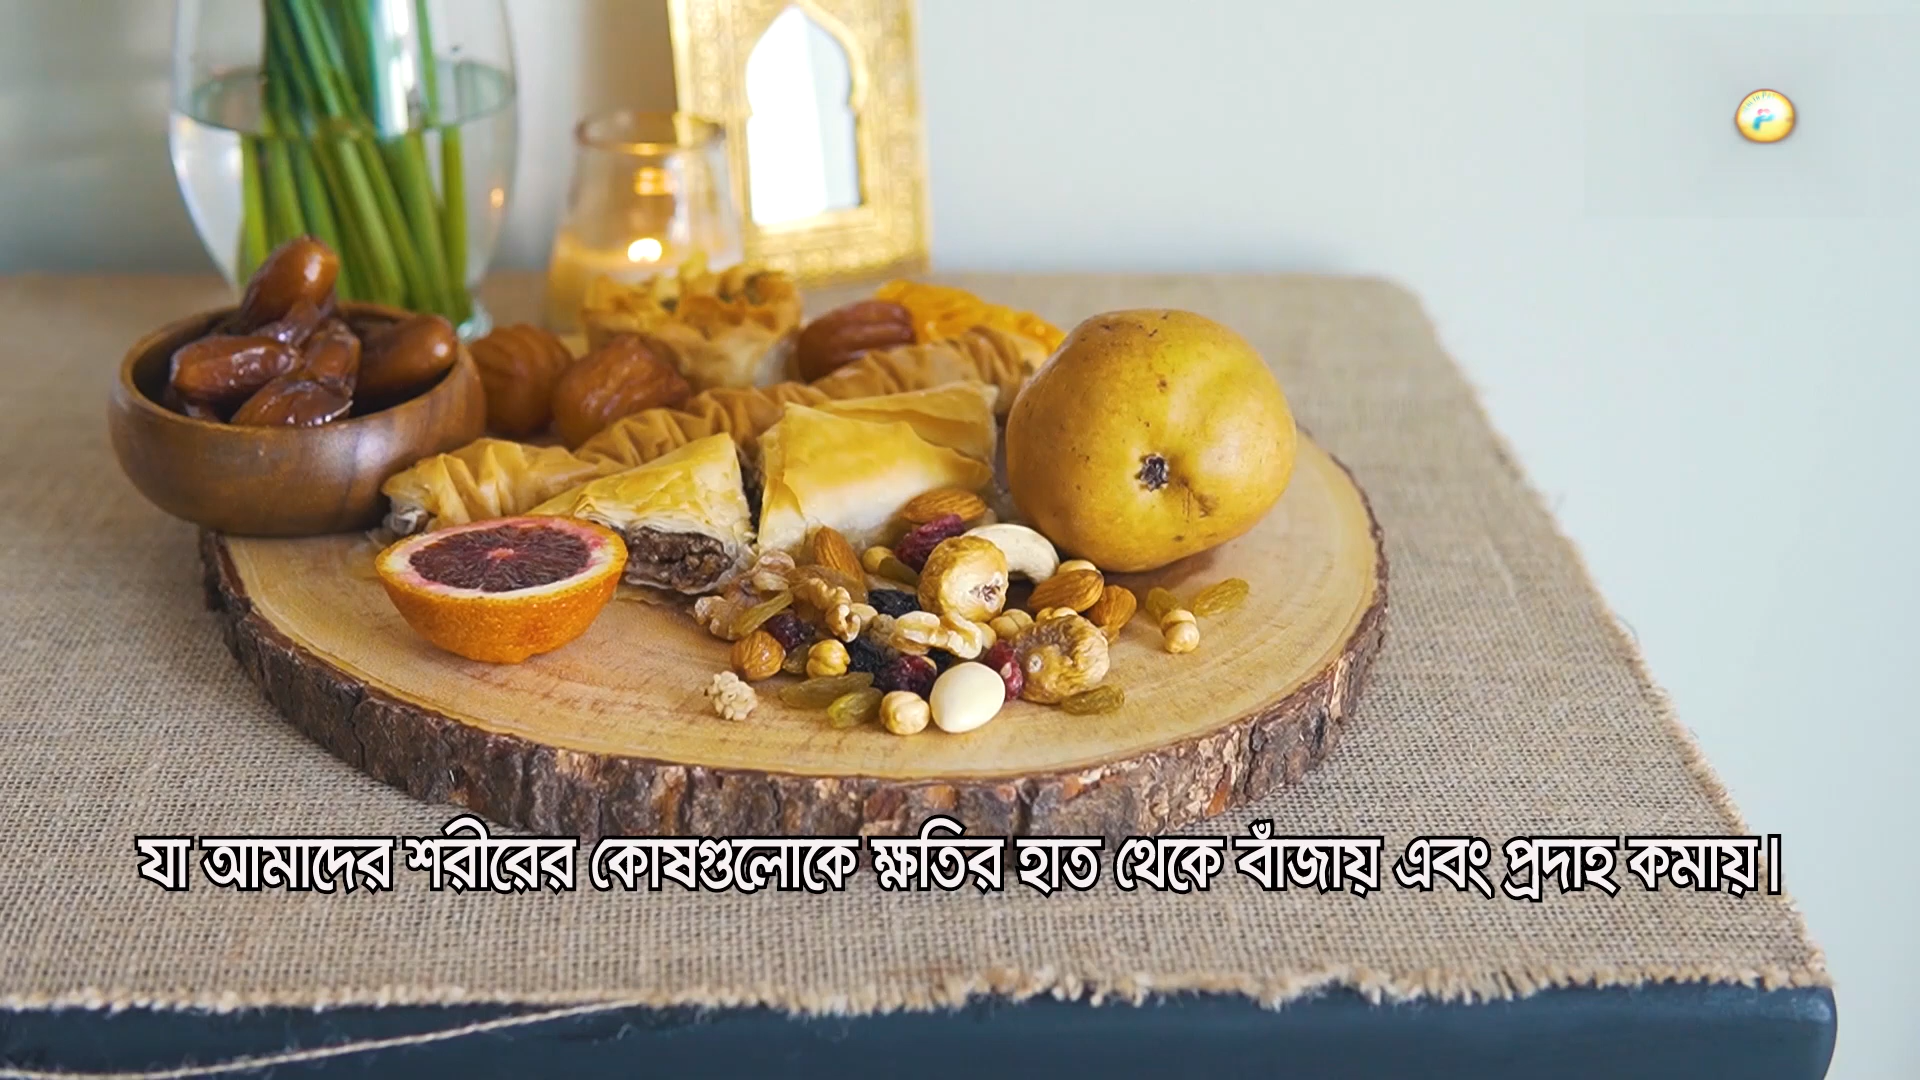 যা আমাদের শরীরের কোষগুলোকে ক্ষতির হাত থেকে বাঁজায় এবং প্রদাহ কমায়।